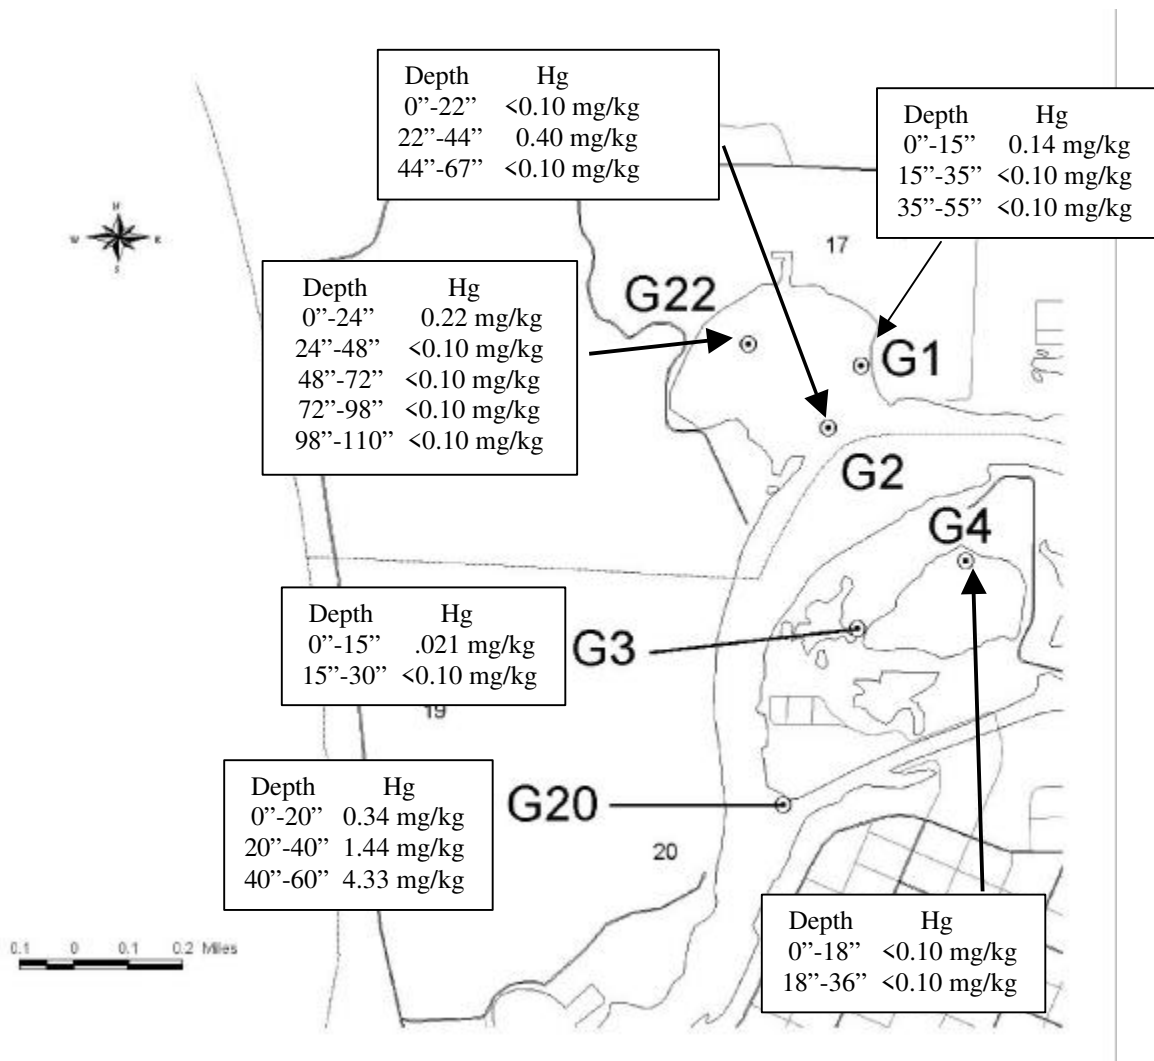 Depth Hg
0”-22” <0.10 mg/kg
22”-44” 0.40 mg/kg
44”-67” <0.10 mg/kg
Depth Hg
0”-15” 0.14 mg/kg
15”-35” <0.10 mg/kg
35”-55” <0.10 mg/kg
W E
S
17
Depth Hg
0”-24” 0.22 mg/kg
24”-48” <0.10 mg/kg
48”-72” <0.10 mg/kg
72”-98” <0.10 mg/kg
98”-110” <0.10 mg/kg
G22
G1
G2
G4
Depth Hg
0”-15” .021 mg/kg
15”-30” <0.10 mg/kg
G3
19
Depth Hg
0”-20” 0.34 mg/kg
20”-40” 1.44 mg/kg
40”-60” 4.33 mg/kg
G20
20
Depth Hg
0”-18” <0.10 mg/kg
18”-36” <0.10 mg/kg
0.1 0 0.1 0.2 Miles